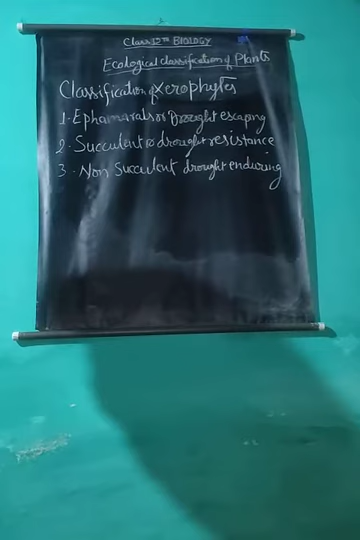 Class 12th BIOLOGY
Ecological classification of Plants
Classification of Xerophytes
1. Ephamarals or Drought escaping
2. Succulent or drought resistance
3. Non Succulent drought enduring